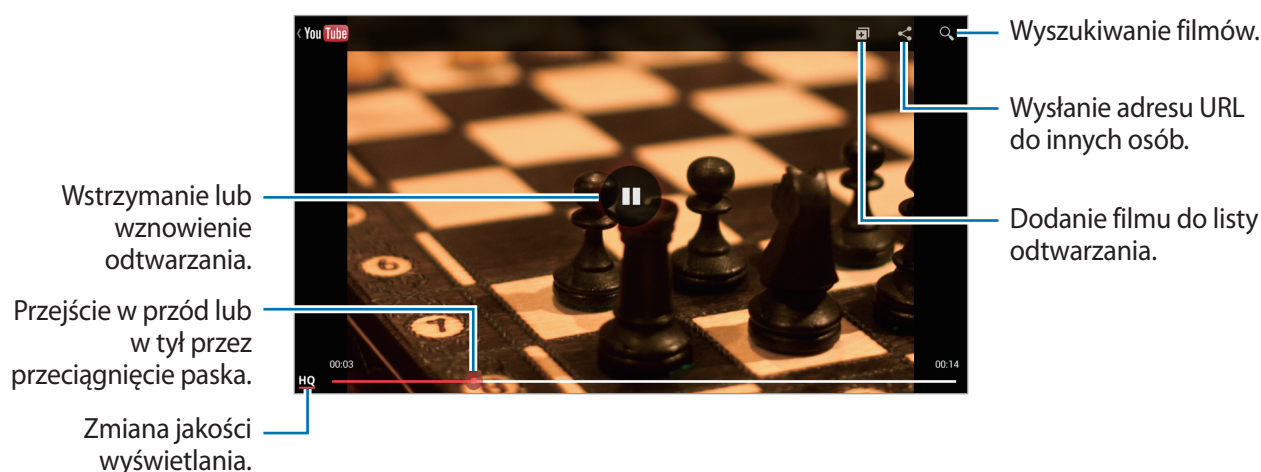 You Tube
Wyszukiwanie filmów.
Wysłanie adresu URL
do innych osób.
Dodanie filmu do listy
odtwarzania.
Wstrzymanie lub
wznowienie
odtwarzania.
Przejście w przód lub
w tył przez
przeciągnięcie paska.
00:03
00:14
HQ
Zmiana jakości
wyświetlania.